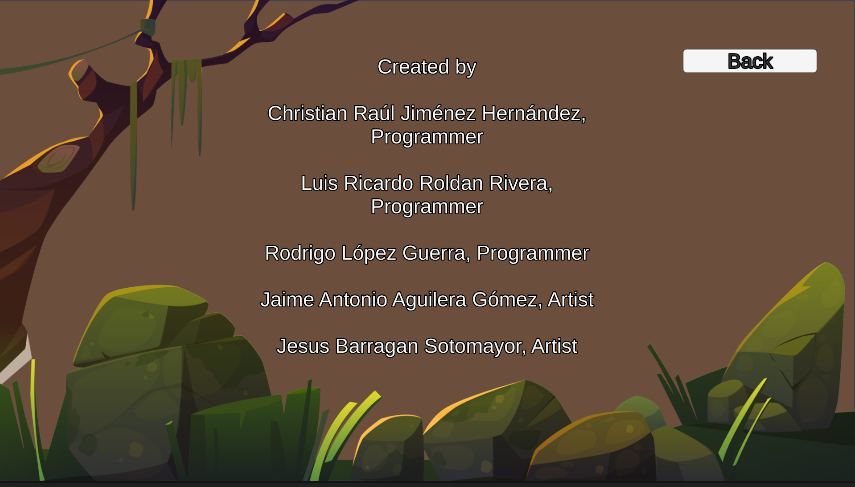 Created by
Back
Christian Raúl Jiménez Hernández,
Programmer
Luis Ricardo Roldan Rivera,
Programmer
Rodrigo López Guerra, Programmer
Jaime Antonio Aguilera Gómez, Artist
Jesus Barragan Sotomayor, Artist